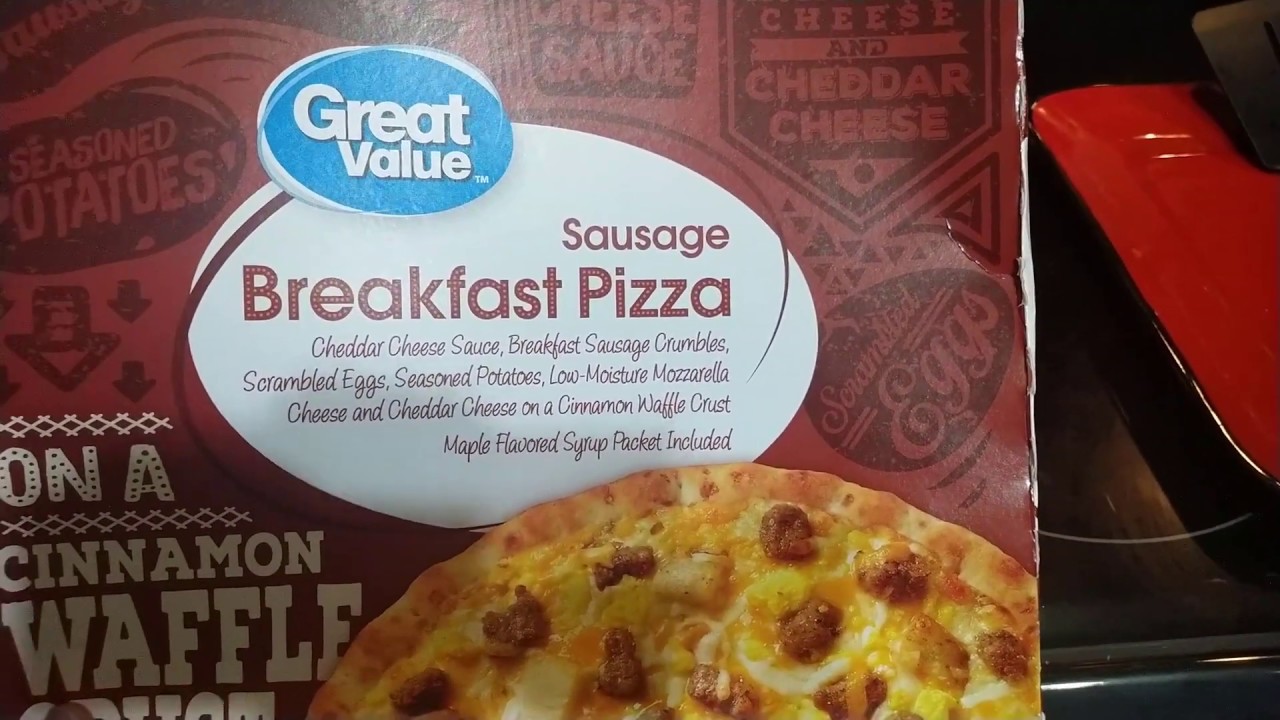 CHEESE
SAUCE
CHEESE
AND
CHEDDAR
CHEESE
Great
Value™
SEASONED
POTATOES
Sausage
Breakfast Pizza
Cheddar Cheese Sauce, Breakfast Sausage Crumbles,
Scrambled Eggs, Seasoned Potatoes, Low-Moisture Mozzarella
Cheese and Cheddar Cheese on a Cinnamon Waffle Crust
Maple Flavored Syrup Packet Included
Scrambled
Eggs
ON A
CINNAMON
WAFFLE
CRUST